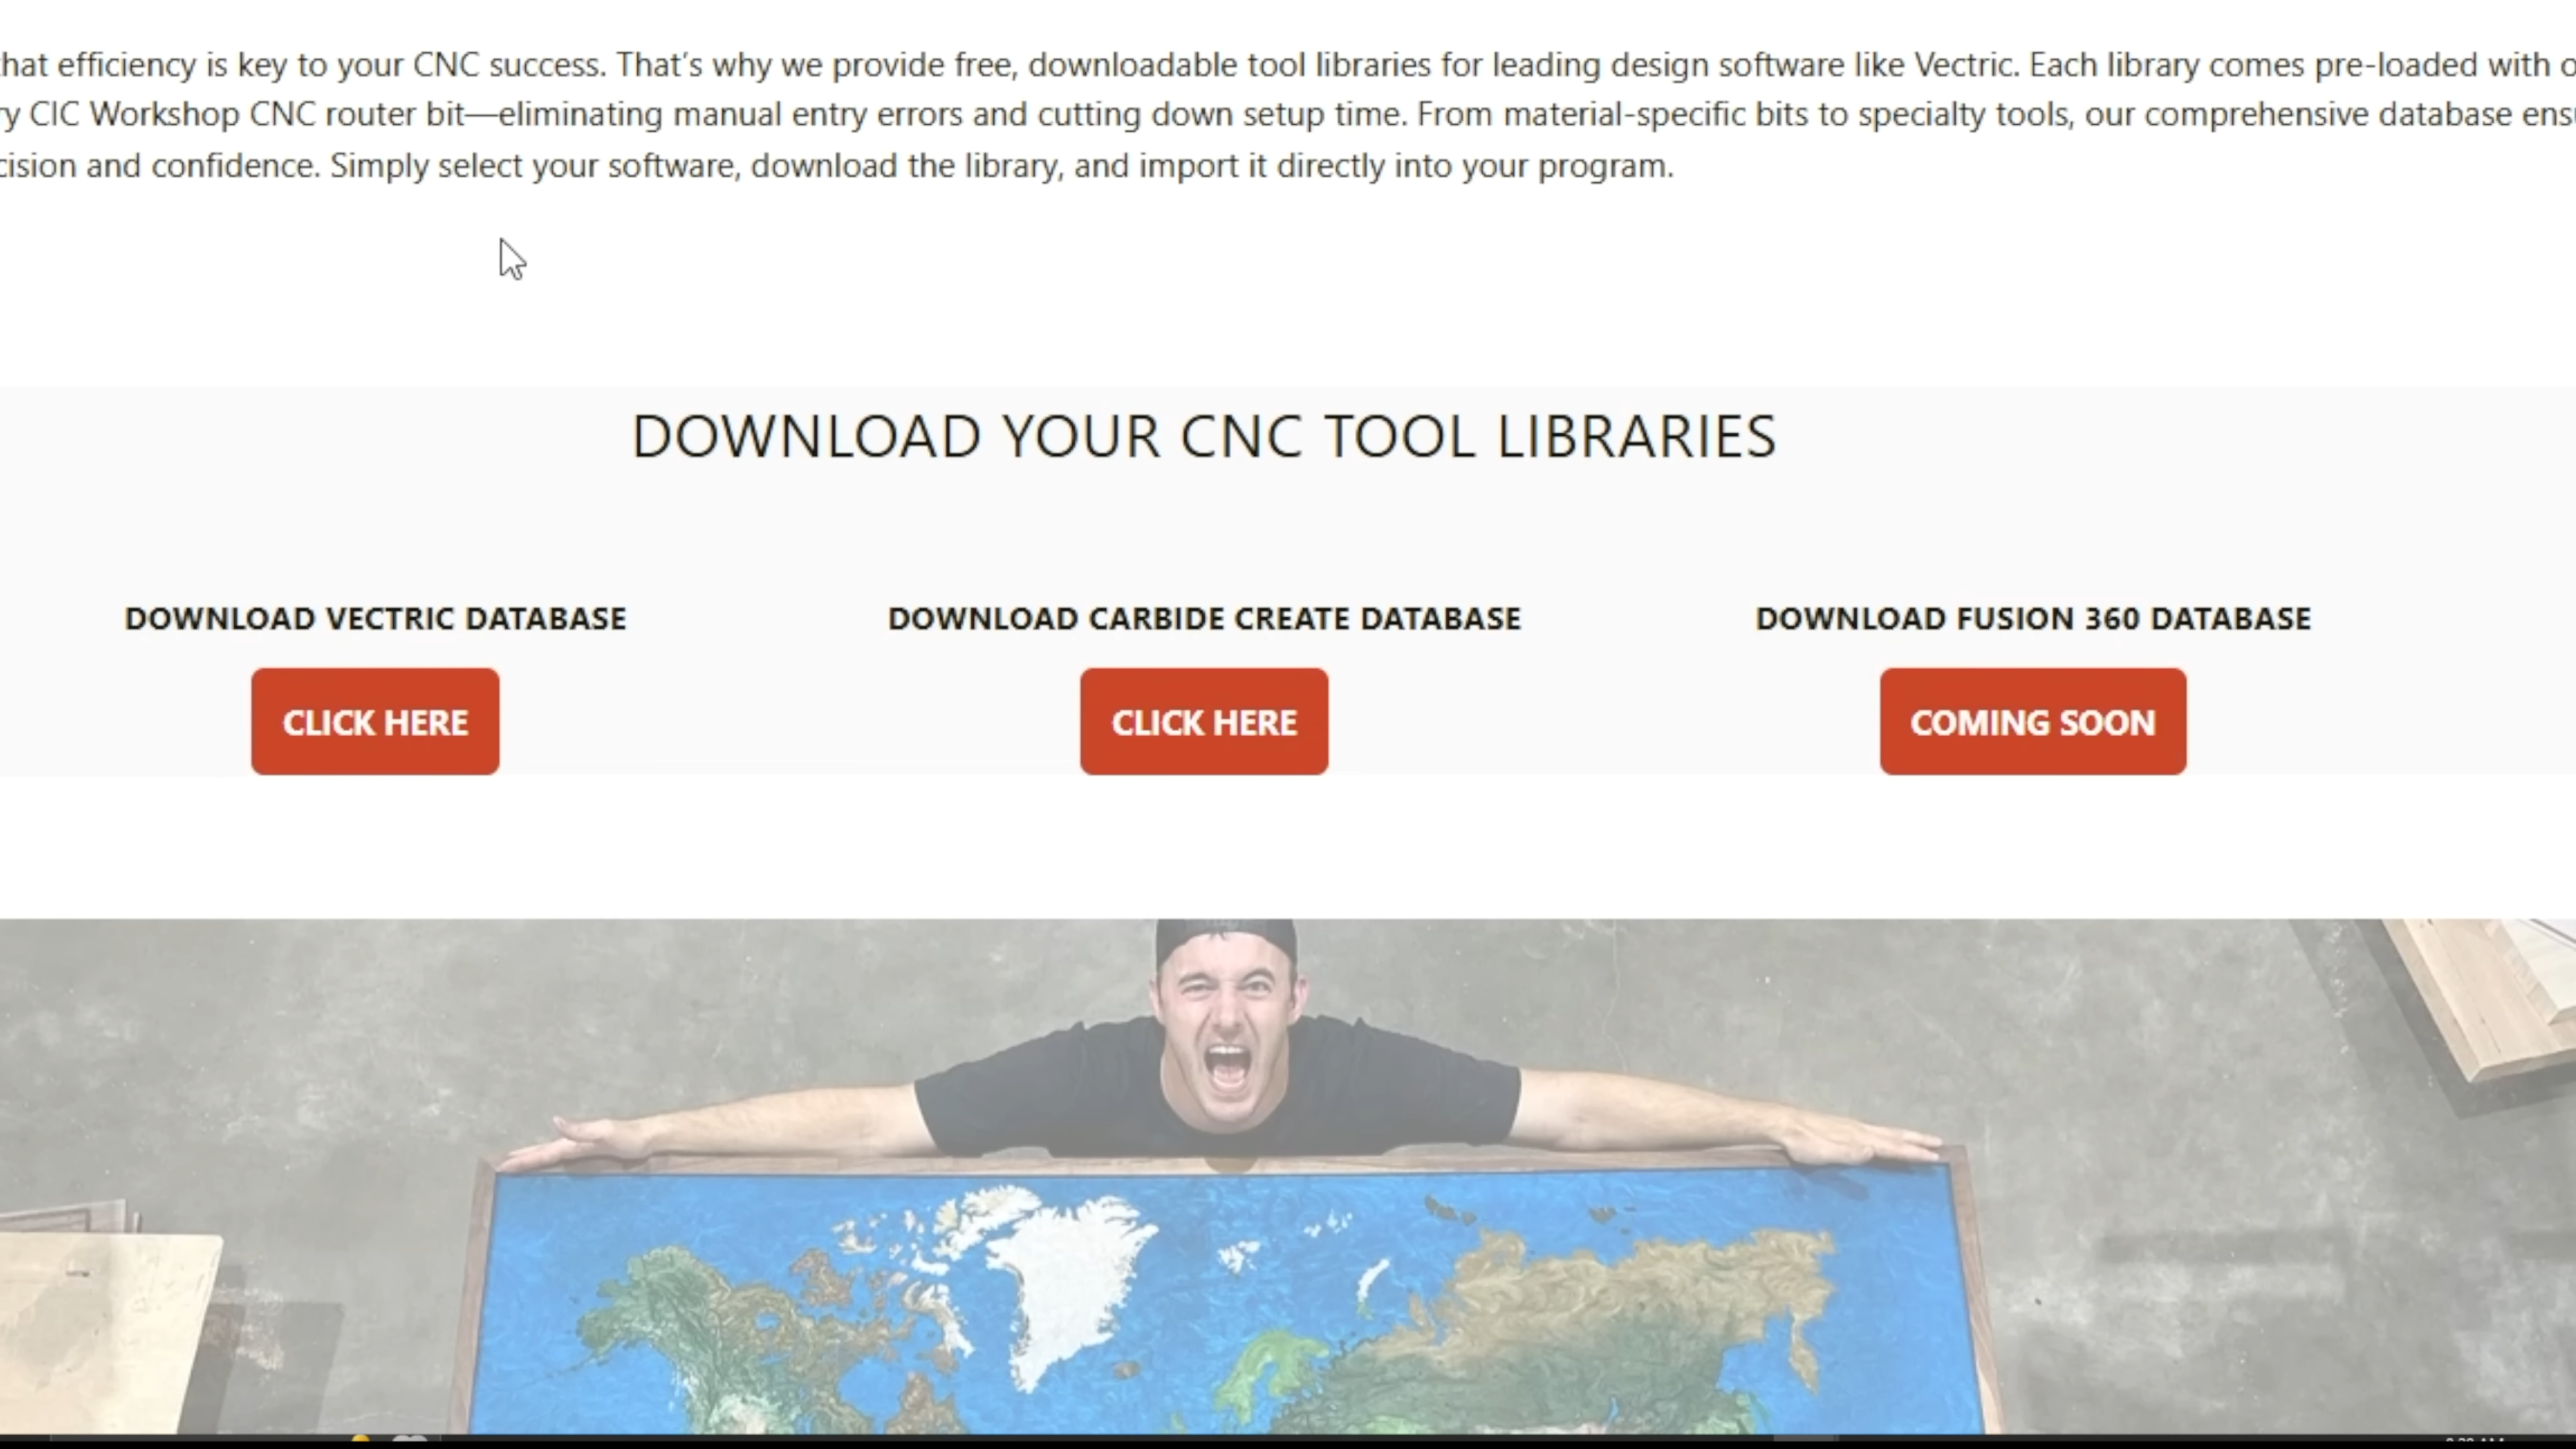 that efficiency is key to your CNC success. That’s why we provide free, downloadable tool libraries for leading design software like Vectric. Each library comes pre-loaded with
CIC Workshop CNC router bit—eliminating manual entry errors and cutting down setup time. From material-specific bits to specialty tools, our comprehensive database
and confidence. Simply select your software, download the library, and import it directly into your program.
DOWNLOAD YOUR CNC TOOL LIBRARIES
DOWNLOAD VECTRIC DATABASE
DOWNLOAD CARBIDE CREATE DATABASE
DOWNLOAD FUSION 360 DATABASE
CLICK HERE
CLICK HERE
COMING SOON